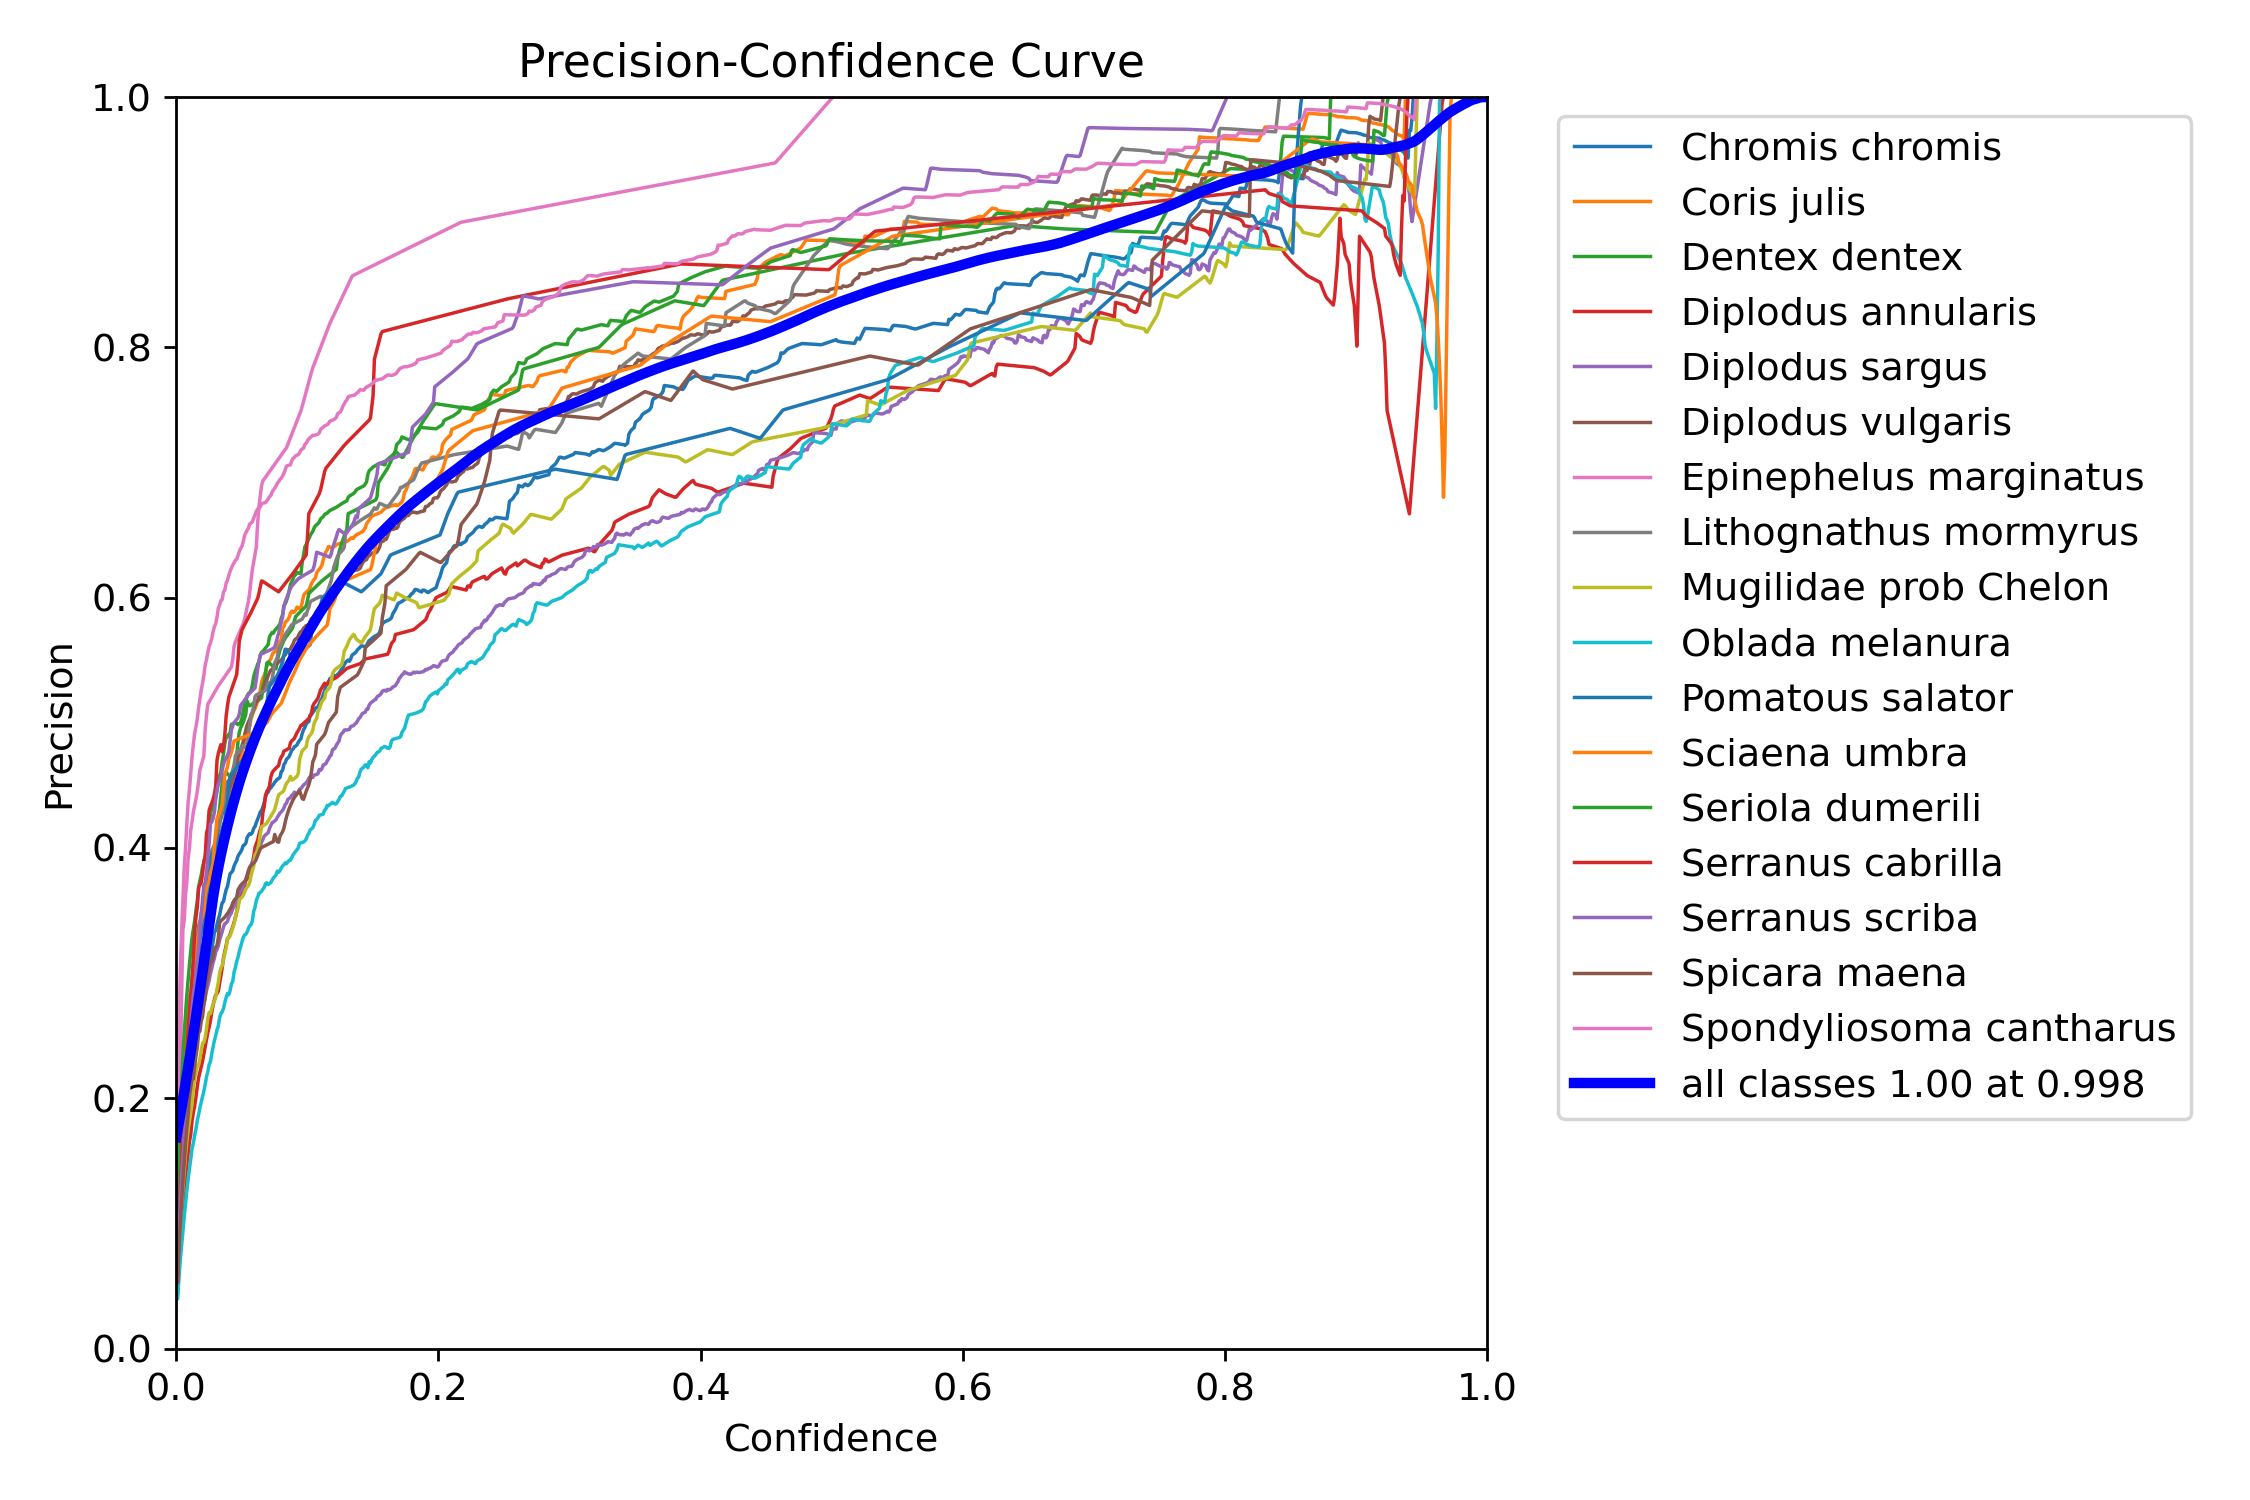 Precision-Confidence Curve
1.0
0.8
0.6
0.4
0.2
0.0
Precision
0.0 0.2 0.4 0.6 0.8 1.0
Confidence
Chromis chromis
Coris julis
Dentex dentex
Diplodus annularis
Diplodus sargus
Diplodus vulgaris
Epinephelus marginatus
Lithognathus mormyrus
Mugilidae prob Chelon
Oblada melanura
Pomatous salator
Sciaena umbra
Seriola dumerili
Serranus cabrilla
Serranus scriba
Spicara maena
Spondyliosoma cantharus
all classes 1.00 at 0.998